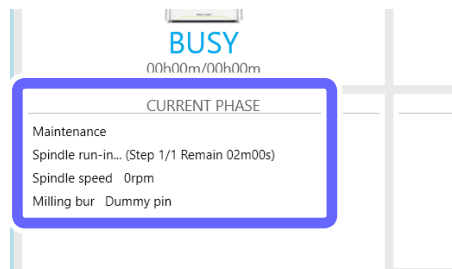 BUSY
00h00m/00h00m
CURRENT PHASE
Maintenance
Spindle run-in... (Step 1/1 Remain 02m00s)
Spindle speed 0rpm
Milling bur Dummy pin